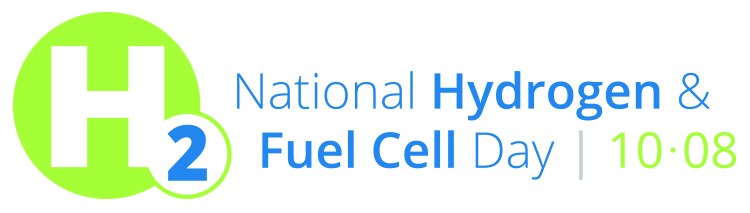 H2
National Hydrogen &
Fuel Cell Day | 10·08